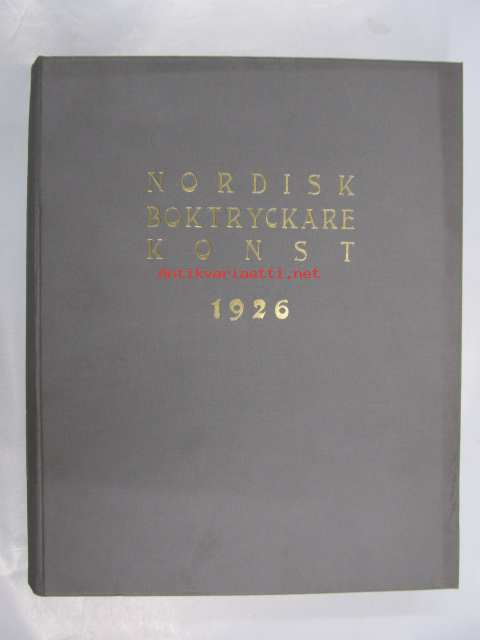 NORDISK
BOKTRYCKARE
KONST
Antikvariaatti.net
1926